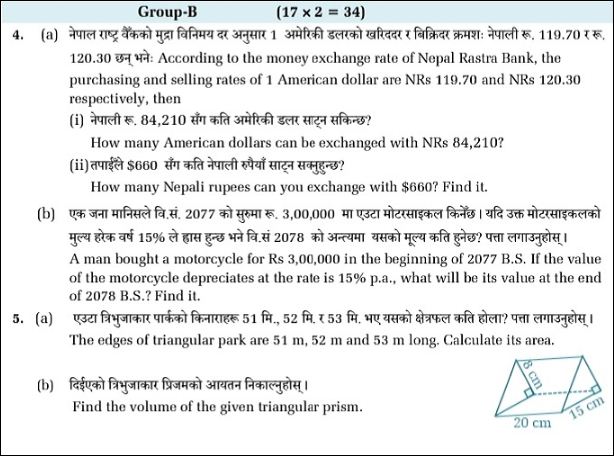 Group-B (17 × 2 = 34)
4. (a) नेपाल राष्ट्र बैंकको मुद्रा विनिमय दर अनुसार 1 अमेरिकी डलरको खरिददर र बिक्रिदर क्रमशः नेपाली रू. 119.70 र रू.
120.30 छन् भनेः According to the money exchange rate of Nepal Rastra Bank, the
purchasing and selling rates of 1 American dollar are NRs 119.70 and NRs 120.30
respectively, then
(i) नेपाली रू. 84,210 सँग कति अमेरिकी डलर साट्न सकिन्छ?
How many American dollars can be exchanged with NRs 84,210?
(ii) तपाईंले $660 सँग कति नेपाली रुपैयाँ साट्न सक्नुहुन्छ?
How many Nepali rupees can you exchange with $660? Find it.
(b) एक जना मानिसले वि.सं. 2077 को सुरुमा रू. 3,00,000 मा एउटा मोटरसाइकल किनेछ । यदि उक्त मोटरसाइकलको
मुल्य हरेक वर्ष 15% ले ह्रास हुन्छ भने वि.सं 2078 को अन्त्यमा यसको मूल्य कति हुनेछ? पत्ता लगाउनुहोस् ।
A man bought a motorcycle for Rs 3,00,000 in the beginning of 2077 B.S. If the value
of the motorcycle depreciates at the rate is 15% p.a., what will be its value at the end
of 2078 B.S.? Find it.
5. (a) एउटा त्रिभुजाकार पार्कको किनाराहरू 51 मि., 52 मि. र 53 मि. भए यसको क्षेत्रफल कति होला? पत्ता लगाउनुहोस् ।
The edges of triangular park are 51 m, 52 m and 53 m long. Calculate its area.
(b) दिईएको त्रिभुजाकार प्रिजमको आयतन निकाल्नुहोस् ।
Find the volume of the given triangular prism.
8 cm
20 cm
15 cm